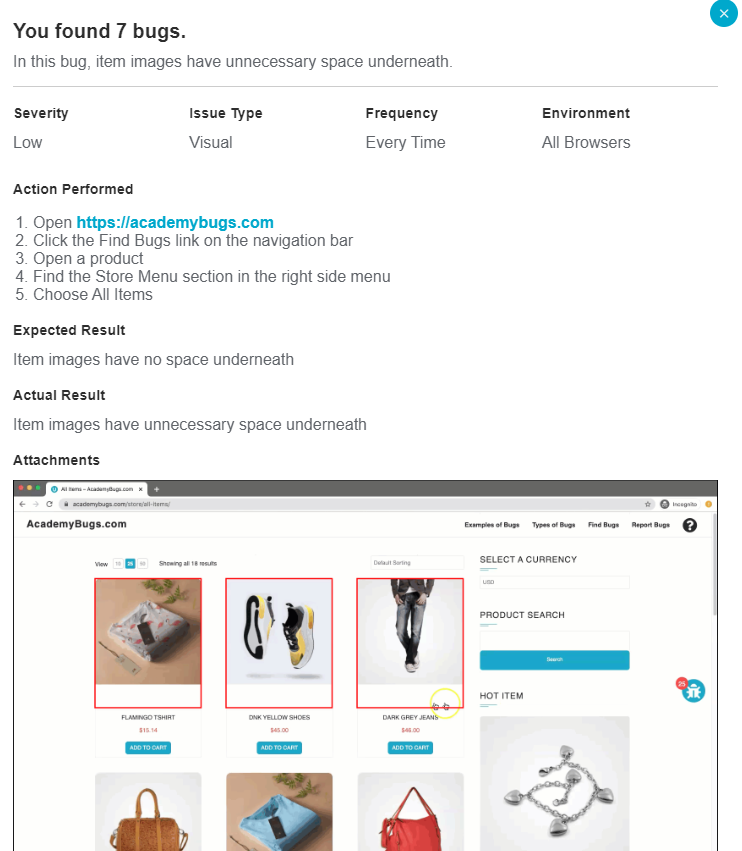 You found 7 bugs.
In this bug, item images have unnecessary space underneath.
Severity Issue Type Frequency Environment
Low Visual Every Time All Browsers
Action Performed
1. Open https://academybugs.com
2. Click the Find Bugs link on the navigation bar
3. Open a product
4. Find the Store Menu section in the right side menu
5. Choose All Items
Expected Result
Item images have no space underneath
Actual Result
Item images have unnecessary space underneath
Attachments
All Items – AcademyBugs.com
academybugs.com/store/all-items/ Incognito
AcademyBugs.com Examples of Bugs Types of Bugs Find Bugs Report Bugs ?
View 10 25 50 Showing all 18 results Default Sorting
SELECT A CURRENCY
USD
PRODUCT SEARCH
Search
25
HOT ITEM
FLAMINGO TSHIRT DNK YELLOW SHOES DARK GREY JEANS
$15.14 $45.00 $46.00
ADD TO CART ADD TO CART ADD TO CART